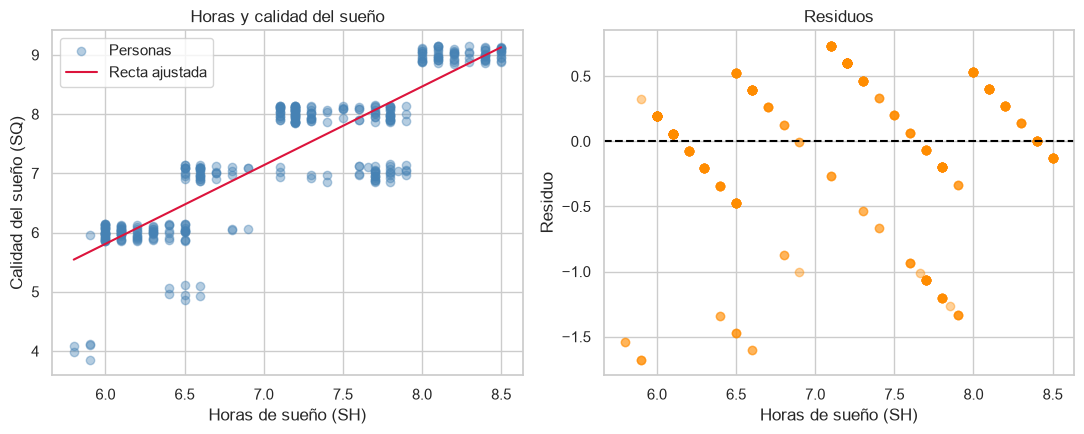 Horas y calidad del sueño
Personas
Recta ajustada
9
8
7
6
5
4
6.0 6.5 7.0 7.5 8.0 8.5
Calidad del sueño (SQ)
Horas de sueño (SH)
Residuos
0.5
0.0
−0.5
−1.0
−1.5
6.0 6.5 7.0 7.5 8.0 8.5
Residuo
Horas de sueño (SH)